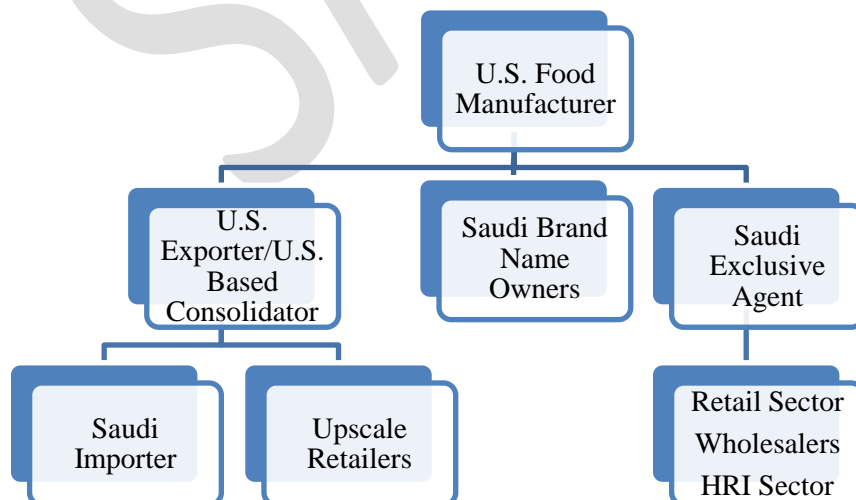 U.S. Food
Manufacturer
U.S.
Exporter/U.S.
Based
Consolidator
Saudi Brand
Name
Owners
Saudi
Exclusive
Agent
Saudi
Importer
Upscale
Retailers
Retail Sector
Wholesalers
HRI Sector